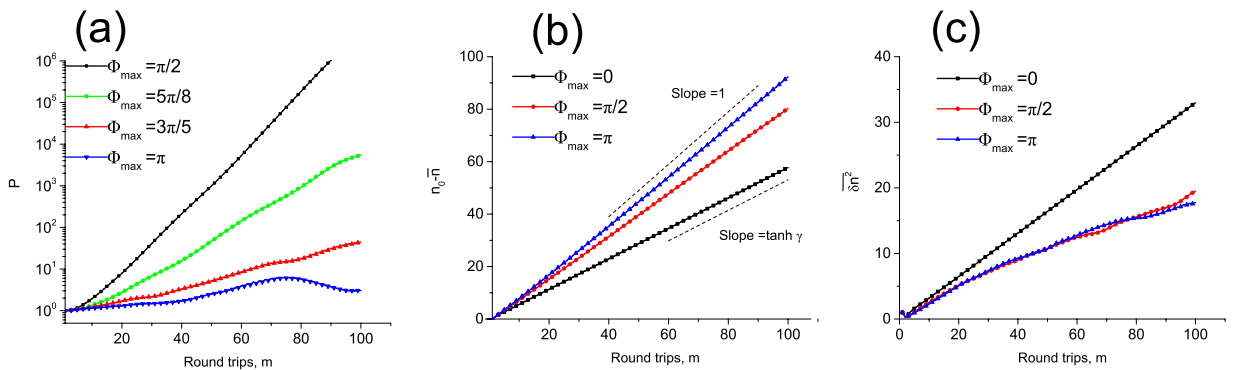 (a)
10⁶
10⁵
10⁴
10³
10²
10¹
10⁰
P
Φmax=π/2
Φmax=5π/8
Φmax=3π/5
Φmax=π
20 40 60 80 100
Round trips, m
(b)
100
80
60
40
20
0
n₀-n̅
Φmax=0
Φmax=π/2
Φmax=π
Slope =1
Slope =tanh γ
20 40 60 80 100
Round trips, m
(c)
40
30
20
10
0
δn²
Φmax=0
Φmax=π/2
Φmax=π
0 20 40 60 80 100
Round trips, m